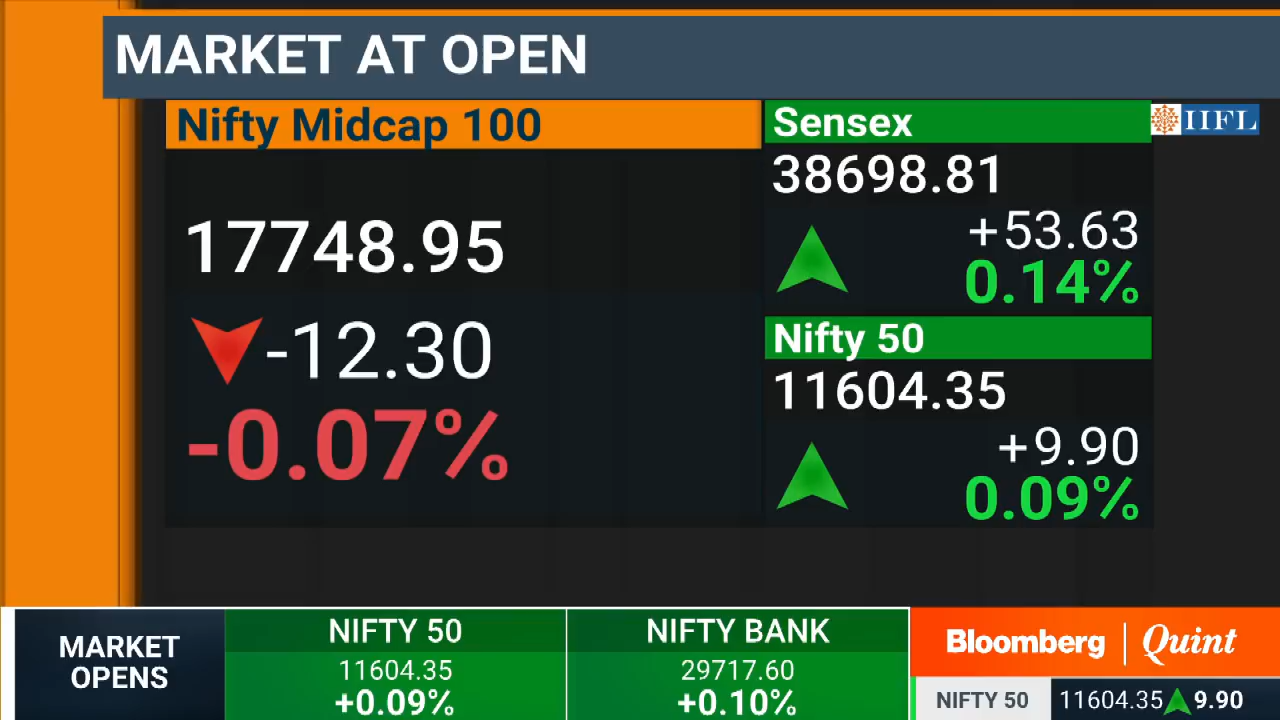 MARKET AT OPEN
Nifty Midcap 100
17748.95
-12.30
-0.07%
Sensex
38698.81
+53.63
0.14%
Nifty 50
11604.35
+9.90
0.09%
IIFL
MARKET
OPENS
NIFTY 50
11604.35
+0.09%
NIFTY BANK
29717.60
+0.10%
Bloomberg | Quint
NIFTY 50 11604.35 9.90